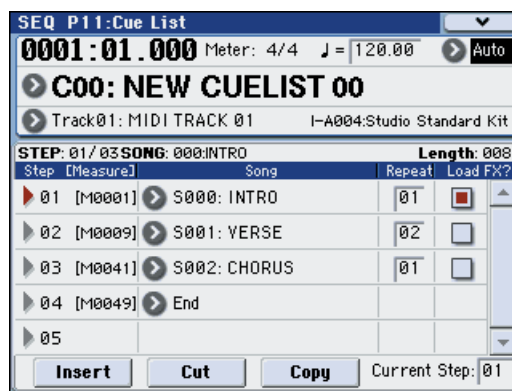 SEQ P11:Cue List
0001:01.000 Meter: 4/4 ♩= 120.00 Auto
C00: NEW CUELIST 00
Track01: MIDI TRACK 01 I-A004:Studio Standard Kit
STEP: 01/03 SONG: 000:INTRO Length: 008
Step [Measure] Song Repeat Load FX?
01 [M0001] S000: INTRO 01
02 [M0009] S001: VERSE 02
03 [M0041] S002: CHORUS 01
04 [M0049] End
05
Insert Cut Copy Current Step: 01